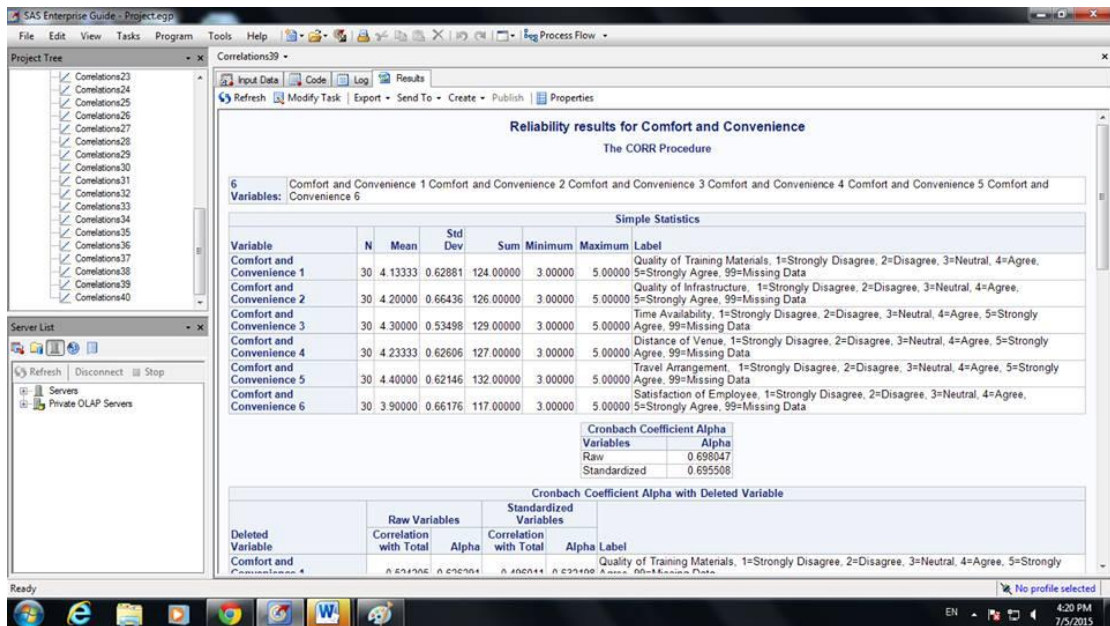 SAS Enterprise Guide - Project.egp
File Edit View Tasks Program Tools Help Process Flow
Project Tree
Correlations23
Correlations24
Correlations25
Correlations26
Correlations27
Correlations28
Correlations29
Correlations30
Correlations31
Correlations32
Correlations33
Correlations34
Correlations35
Correlations36
Correlations37
Correlations38
Correlations39
Correlations40
Server List
Refresh Disconnect Stop
Servers
Private OLAP Servers
Correlations39
Input Data Code Log Results
Refresh Modify Task Export Send To Create Publish Properties
Reliability results for Comfort and Convenience
The CORR Procedure
6 Comfort and Convenience 1 Comfort and Convenience 2 Comfort and Convenience 3 Comfort and Convenience 4 Comfort and Convenience 5 Comfort and
Variables: Convenience 6
Simple Statistics
Variable N Mean Std Dev Sum Minimum Maximum Label
Comfort and Quality of Training Materials, 1=Strongly Disagree, 2=Disagree, 3=Neutral, 4=Agree,
Convenience 1 30 4.13333 0.62881 124.00000 3.00000 5.00000 5=Strongly Agree, 99=Missing Data
Comfort and Quality of Infrastructure, 1=Strongly Disagree, 2=Disagree, 3=Neutral, 4=Agree,
Convenience 2 30 4.20000 0.66436 126.00000 3.00000 5.00000 5=Strongly Agree, 99=Missing Data
Comfort and Time Availability, 1=Strongly Disagree, 2=Disagree, 3=Neutral, 4=Agree, 5=Strongly
Convenience 3 30 4.30000 0.53498 129.00000 3.00000 5.00000 Agree, 99=Missing Data
Comfort and Distance of Venue, 1=Strongly Disagree, 2=Disagree, 3=Neutral, 4=Agree, 5=Strongly
Convenience 4 30 4.23333 0.62606 127.00000 3.00000 5.00000 Agree, 99=Missing Data
Comfort and Travel Arrangement, 1=Strongly Disagree, 2=Disagree, 3=Neutral, 4=Agree, 5=Strongly
Convenience 5 30 4.40000 0.62146 132.00000 3.00000 5.00000 Agree, 99=Missing Data
Comfort and Satisfaction of Employee, 1=Strongly Disagree, 2=Disagree, 3=Neutral, 4=Agree,
Convenience 6 30 3.90000 0.66176 117.00000 3.00000 5.00000 5=Strongly Agree, 99=Missing Data
Cronbach Coefficient Alpha
Variables Alpha
Raw 0.698047
Standardized 0.695508
Cronbach Coefficient Alpha with Deleted Variable
Raw Variables Standardized Variables
Deleted Variable Correlation with Total Alpha Correlation with Total Alpha Label
Comfort and Quality of Training Materials, 1=Strongly Disagree, 2=Disagree, 3=Neutral, 4=Agree, 5=Strongly
Ready
No profile selected
EN 4:20 PM
7/5/2015